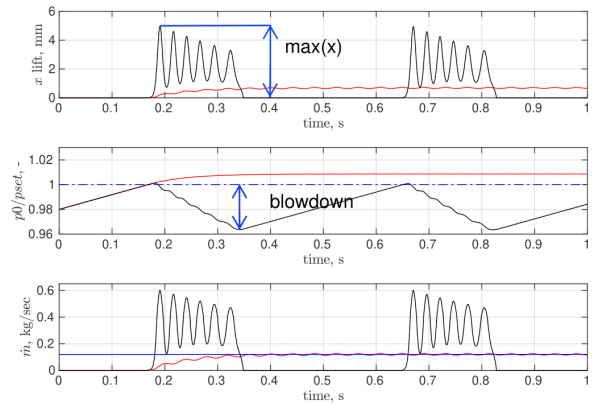 6
4
2
0
x lift, mm
max(x)
0 0.1 0.2 0.3 0.4 0.5 0.6 0.7 0.8 0.9 1
time, s
1.02
1
0.98
0.96
p0/pset, -
blowdown
0 0.1 0.2 0.3 0.4 0.5 0.6 0.7 0.8 0.9 1
time, s
0.6
0.4
0.2
0
ṁ, kg/sec
0 0.1 0.2 0.3 0.4 0.5 0.6 0.7 0.8 0.9 1
time, s